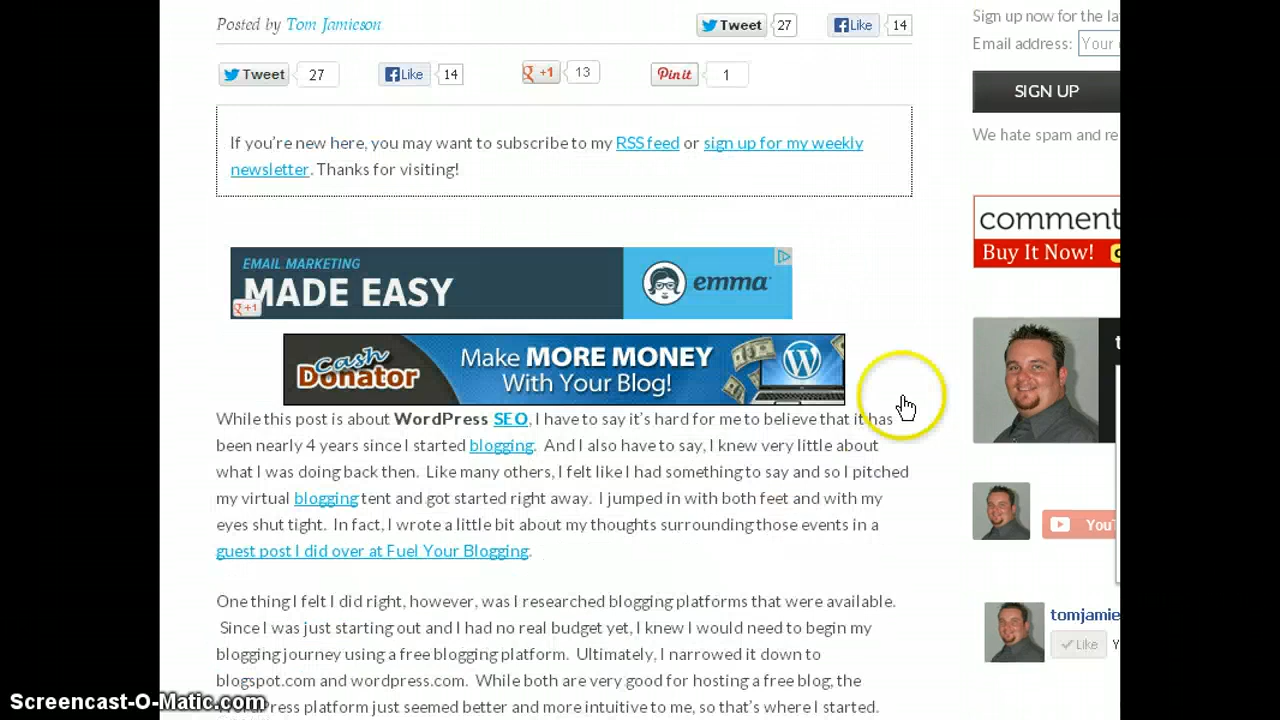 Posted by Tom Jamieson
Tweet 27 Like 14
Tweet 27 Like 14 +1 13 Pin it 1
If you're new here, you may want to subscribe to my RSS feed or sign up for my weekly
newsletter. Thanks for visiting!
EMAIL MARKETING
MADE EASY
emma
g +1
Cash
Donator
Make MORE MONEY
With Your Blog!
While this post is about WordPress SEO, I have to say it's hard for me to believe that it has
been nearly 4 years since I started blogging. And I also have to say, I knew very little about
what I was doing back then. Like many others, I felt like I had something to say and so I pitched
my virtual blogging tent and got started right away. I jumped in with both feet and with my
eyes shut tight. In fact, I wrote a little bit about my thoughts surrounding those events in a
guest post I did over at Fuel Your Blogging.
One thing I felt I did right, however, was I researched blogging platforms that were available.
Since I was just starting out and I had no real budget yet, I knew I would need to begin my
blogging journey using a free blogging platform. Ultimately, I narrowed it down to
blogspot.com and wordpress.com. While both are very good for hosting a free blog, the
WordPress platform just seemed better and more intuitive to me, so that's where I started.
Sign up now for the la
Email address: Your
SIGN UP
We hate spam and re
comment
Buy It Now!
t
You
tomjamie
Like Y
Screencast-O-Matic.com